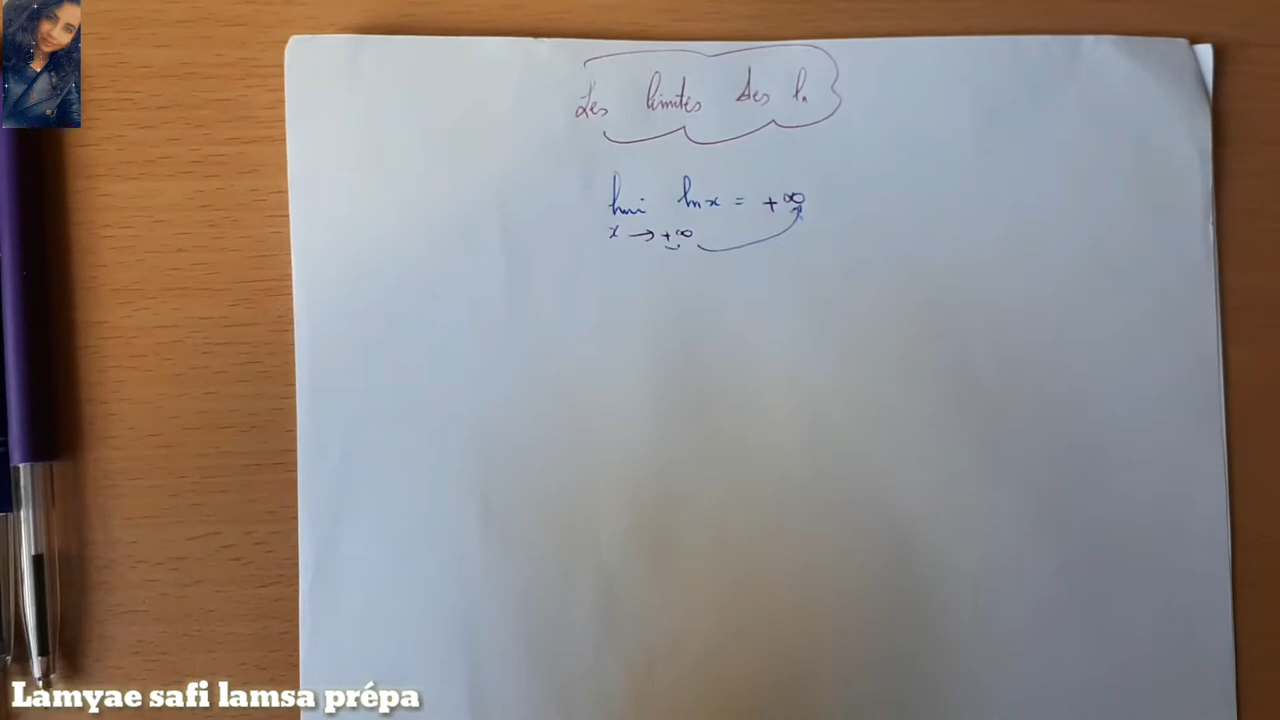 Les limites des ln
lim ln x = +∞
x → +∞
Lamyae safi lamsa prépa